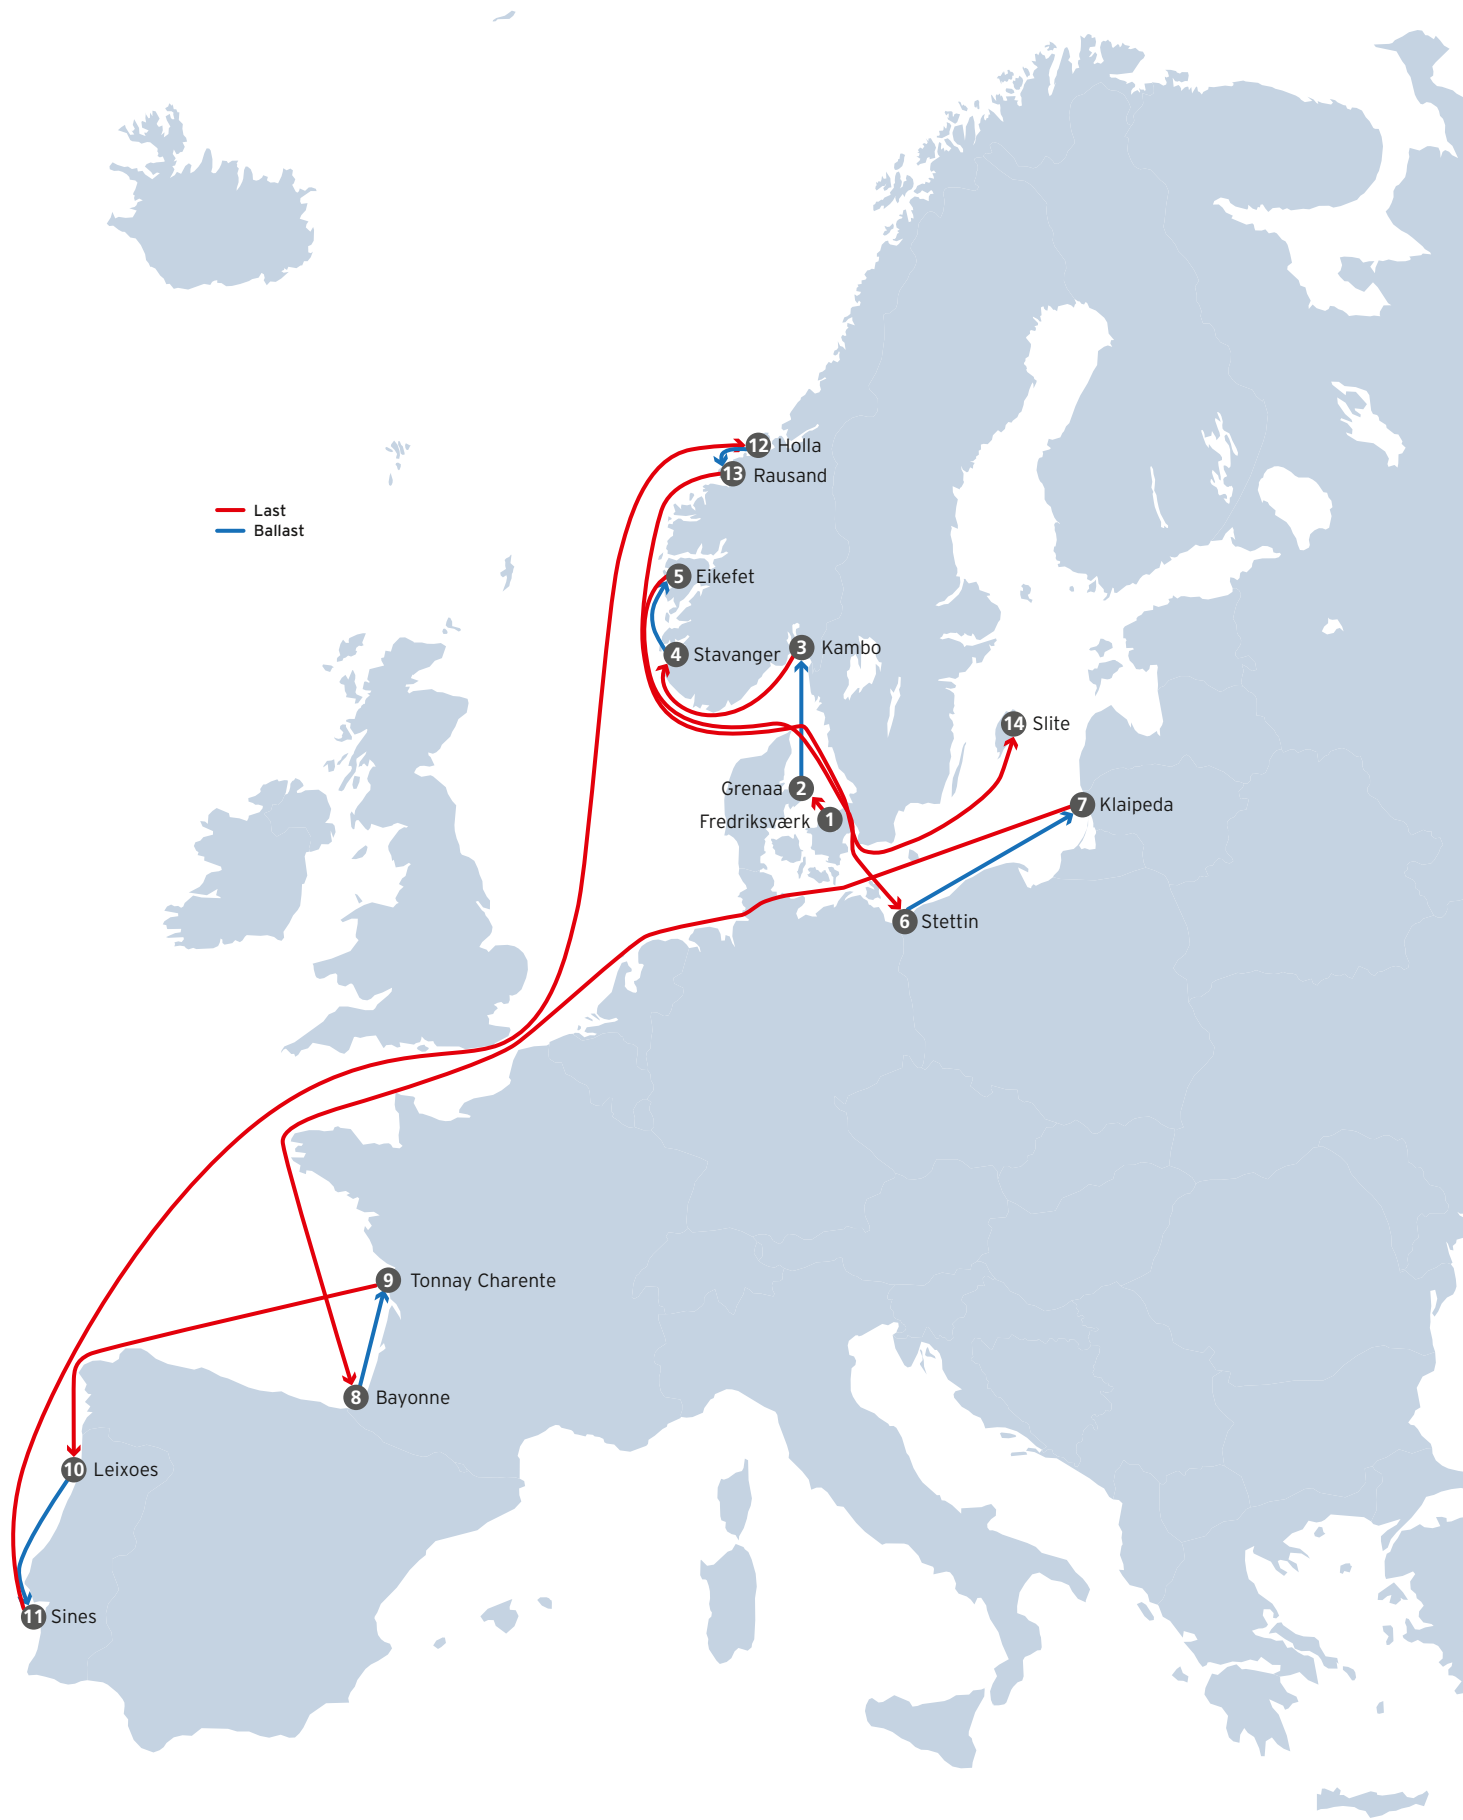 12 Holla
13 Rausand
Last
Ballast
5 Eikefet
3 Kambo
4 Stavanger
14 Slite
Grenaa 2
7 Klaipeda
Fredriksværk 1
6 Stettin
9 Tonnay Charente
8 Bayonne
10 Leixoes
11 Sines